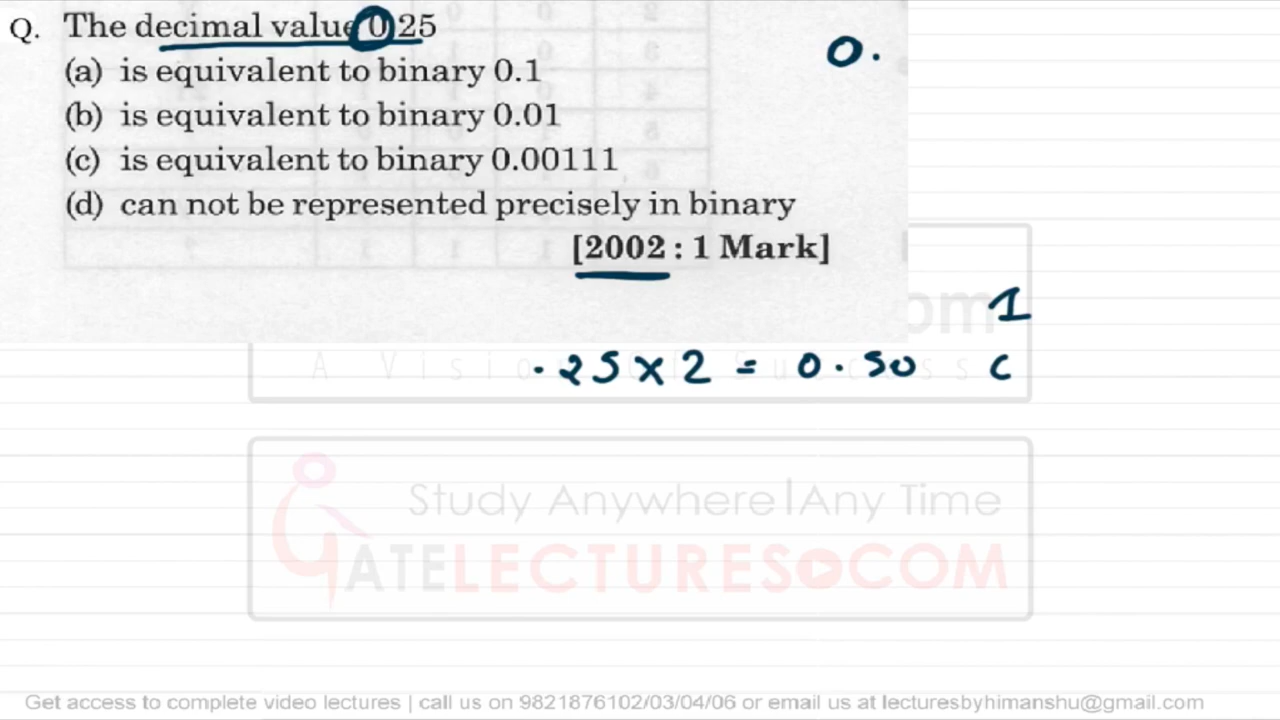 Q. The decimal value 0.25
0.
(a) is equivalent to binary 0.1
(b) is equivalent to binary 0.01
(c) is equivalent to binary 0.00111
(d) can not be represented precisely in binary
[2002 : 1 Mark]
1
.25 x 2 = 0.50 C
Study Anywhere|Any Time
GATELECTURES.COM
Get access to complete video lectures | call us on 9821876102/03/04/06 or email us at lecturesbyhimanshu@gmail.com